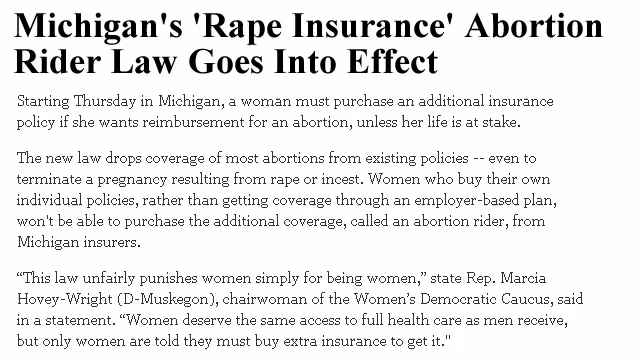 Michigan's 'Rape Insurance' Abortion
Rider Law Goes Into Effect
Starting Thursday in Michigan, a woman must purchase an additional insurance
policy if she wants reimbursement for an abortion, unless her life is at stake.
The new law drops coverage of most abortions from existing policies -- even to
terminate a pregnancy resulting from rape or incest. Women who buy their own
individual policies, rather than getting coverage through an employer-based plan,
won't be able to purchase the additional coverage, called an abortion rider, from
Michigan insurers.
“This law unfairly punishes women simply for being women,” state Rep. Marcia
Hovey-Wright (D-Muskegon), chairwoman of the Women’s Democratic Caucus, said
in a statement. “Women deserve the same access to full health care as men receive,
but only women are told they must buy extra insurance to get it."